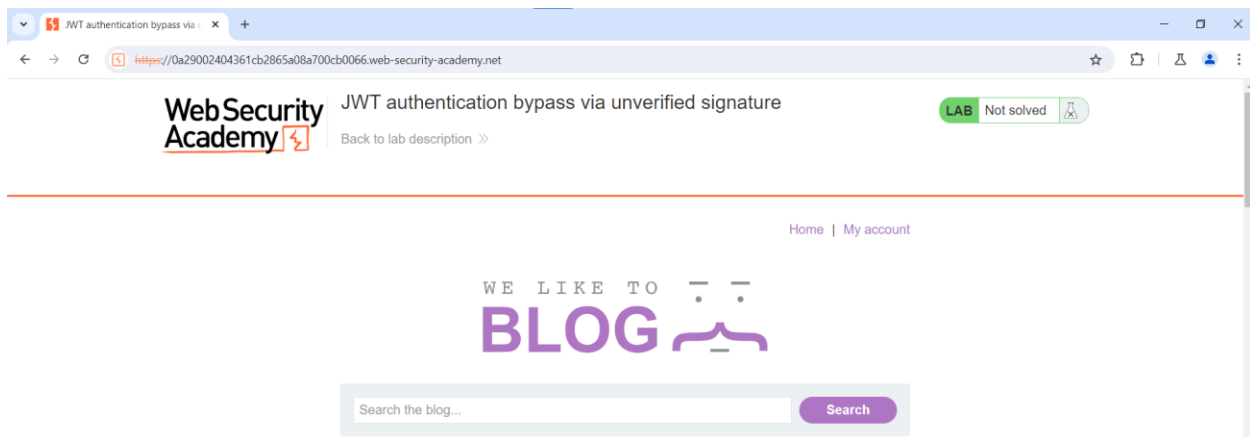 JWT authentication bypass via u
https://0a29002404361cb2865a08a700cb0066.web-security-academy.net
Web Security
Academy
JWT authentication bypass via unverified signature
Back to lab description
LAB Not solved
Home | My account
WE LIKE TO
BLOG
Search the blog...
Search